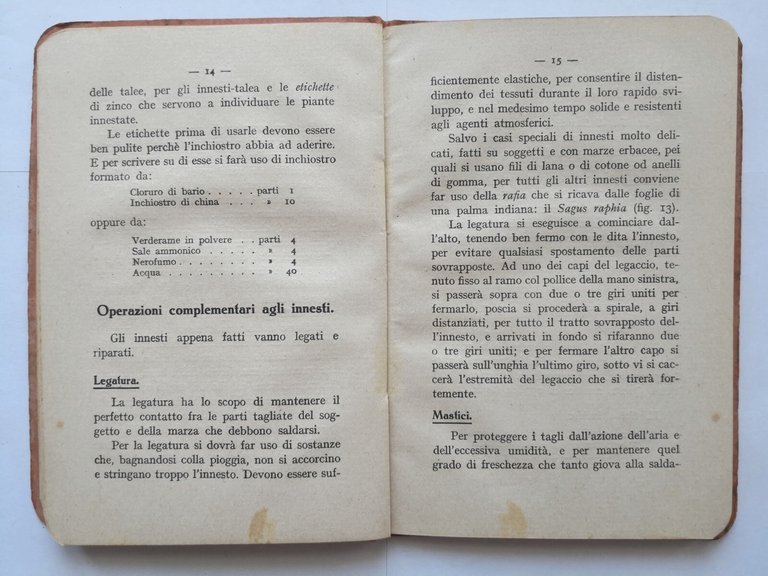 — 14 —
delle talee, per gli innesti-talea e le etichette
di zinco che servono a individuare le piante
innestate.
Le etichette prima di usarle devono essere
ben pulite perchè l'inchiostro abbia ad aderire.
E per scrivere su di esse si farà uso di inchiostro
formato da:
Cloruro di bario . . . . . parti 1
Inchiostro di china . . . » 10
oppure da:
Verderame in polvere . . parti 4
Sale ammonico . . . . . » 4
Nerofumo . . . . . . . . » 4
Acqua . . . . . . . . . » 40
Operazioni complementari agli innesti.
Gli innesti appena fatti vanno legati e
riparati.
Legatura.
La legatura ha lo scopo di mantenere il
perfetto contatto fra le parti tagliate del sog-
getto e della marza che debbono saldarsi.
Per la legatura si dovrà far uso di sostanze
che, bagnandosi colla pioggia, non si accorcino
e stringano troppo l'innesto. Devono essere suf-
— 15 —
ficientemente elastiche, per consentire il disten-
dimento dei tessuti durante il loro rapido svi-
luppo, e nel medesimo tempo solide e resistenti
agli agenti atmosferici.
Salvo i casi speciali di innesti molto deli-
cati, fatti su soggetti e con marze erbacee, pei
quali si usano fili di lana o di cotone od anelli
di gomma, per tutti gli altri innesti conviene
far uso della rafia che si ricava dalle foglie di
una palma indiana: il Sagus raphia (fig. 13).
La legatura si eseguisce a cominciare dal-
l'alto, tenendo ben fermo con le dita l'innesto,
per evitare qualsiasi spostamento delle parti
sovrapposte. Ad uno dei capi del legaccio, te-
nuto fisso al ramo col pollice della mano sinistra,
si passerà sopra con due o tre giri uniti per
fermarlo, poscia si procederà a spirale, a giri
distanziati, per tutto il tratto sovrapposto del-
l'innesto, e arrivati in fondo si rifaranno due
o tre giri uniti; e per fermare l'altro capo si
passerà sull'unghia l'ultimo giro, sotto vi si cac-
cerà l'estremità del legaccio che si tirerà for-
temente.
Mastici.
Per proteggere i tagli dall'azione dell'aria e
dell'eccessiva umidità, e per mantenere quel
grado di freschezza che tanto giova alla salda-